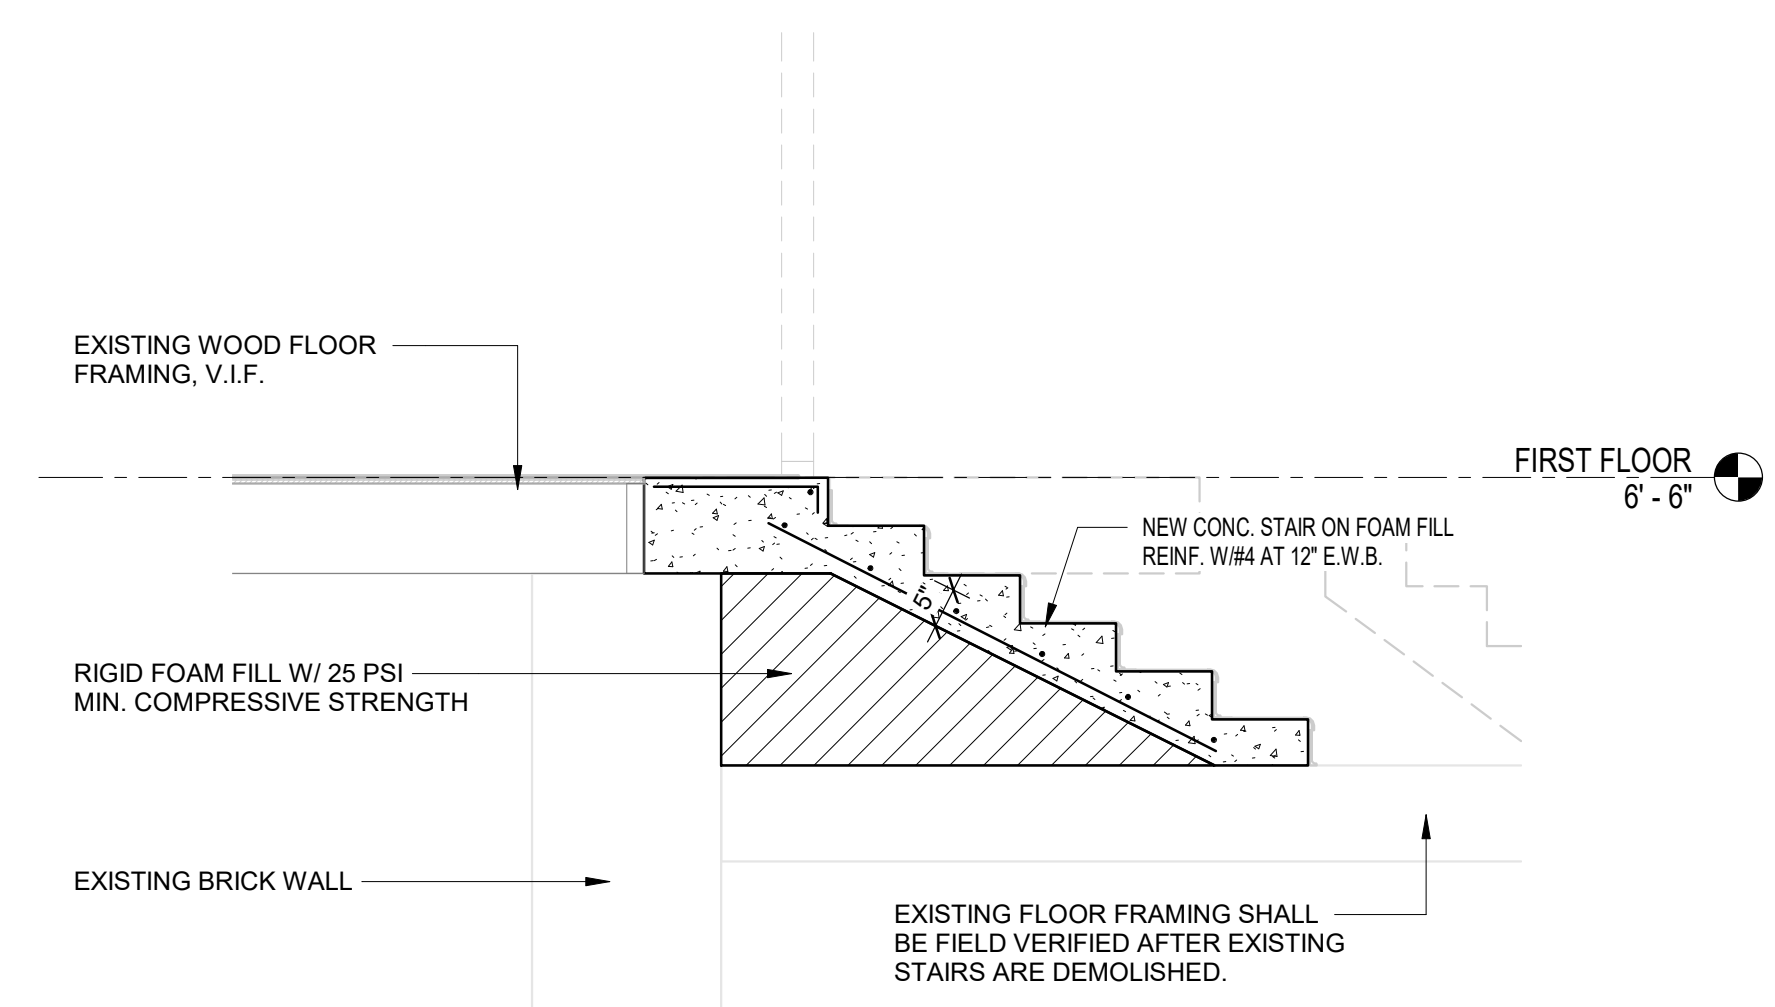 EXISTING WOOD FLOOR
FRAMING, V.I.F.
FIRST FLOOR
6' - 6"
NEW CONC. STAIR ON FOAM FILL
REINF. W/#4 AT 12" E.W.B.
5"
RIGID FOAM FILL W/ 25 PSI
MIN. COMPRESSIVE STRENGTH
EXISTING BRICK WALL
EXISTING FLOOR FRAMING SHALL
BE FIELD VERIFIED AFTER EXISTING
STAIRS ARE DEMOLISHED.